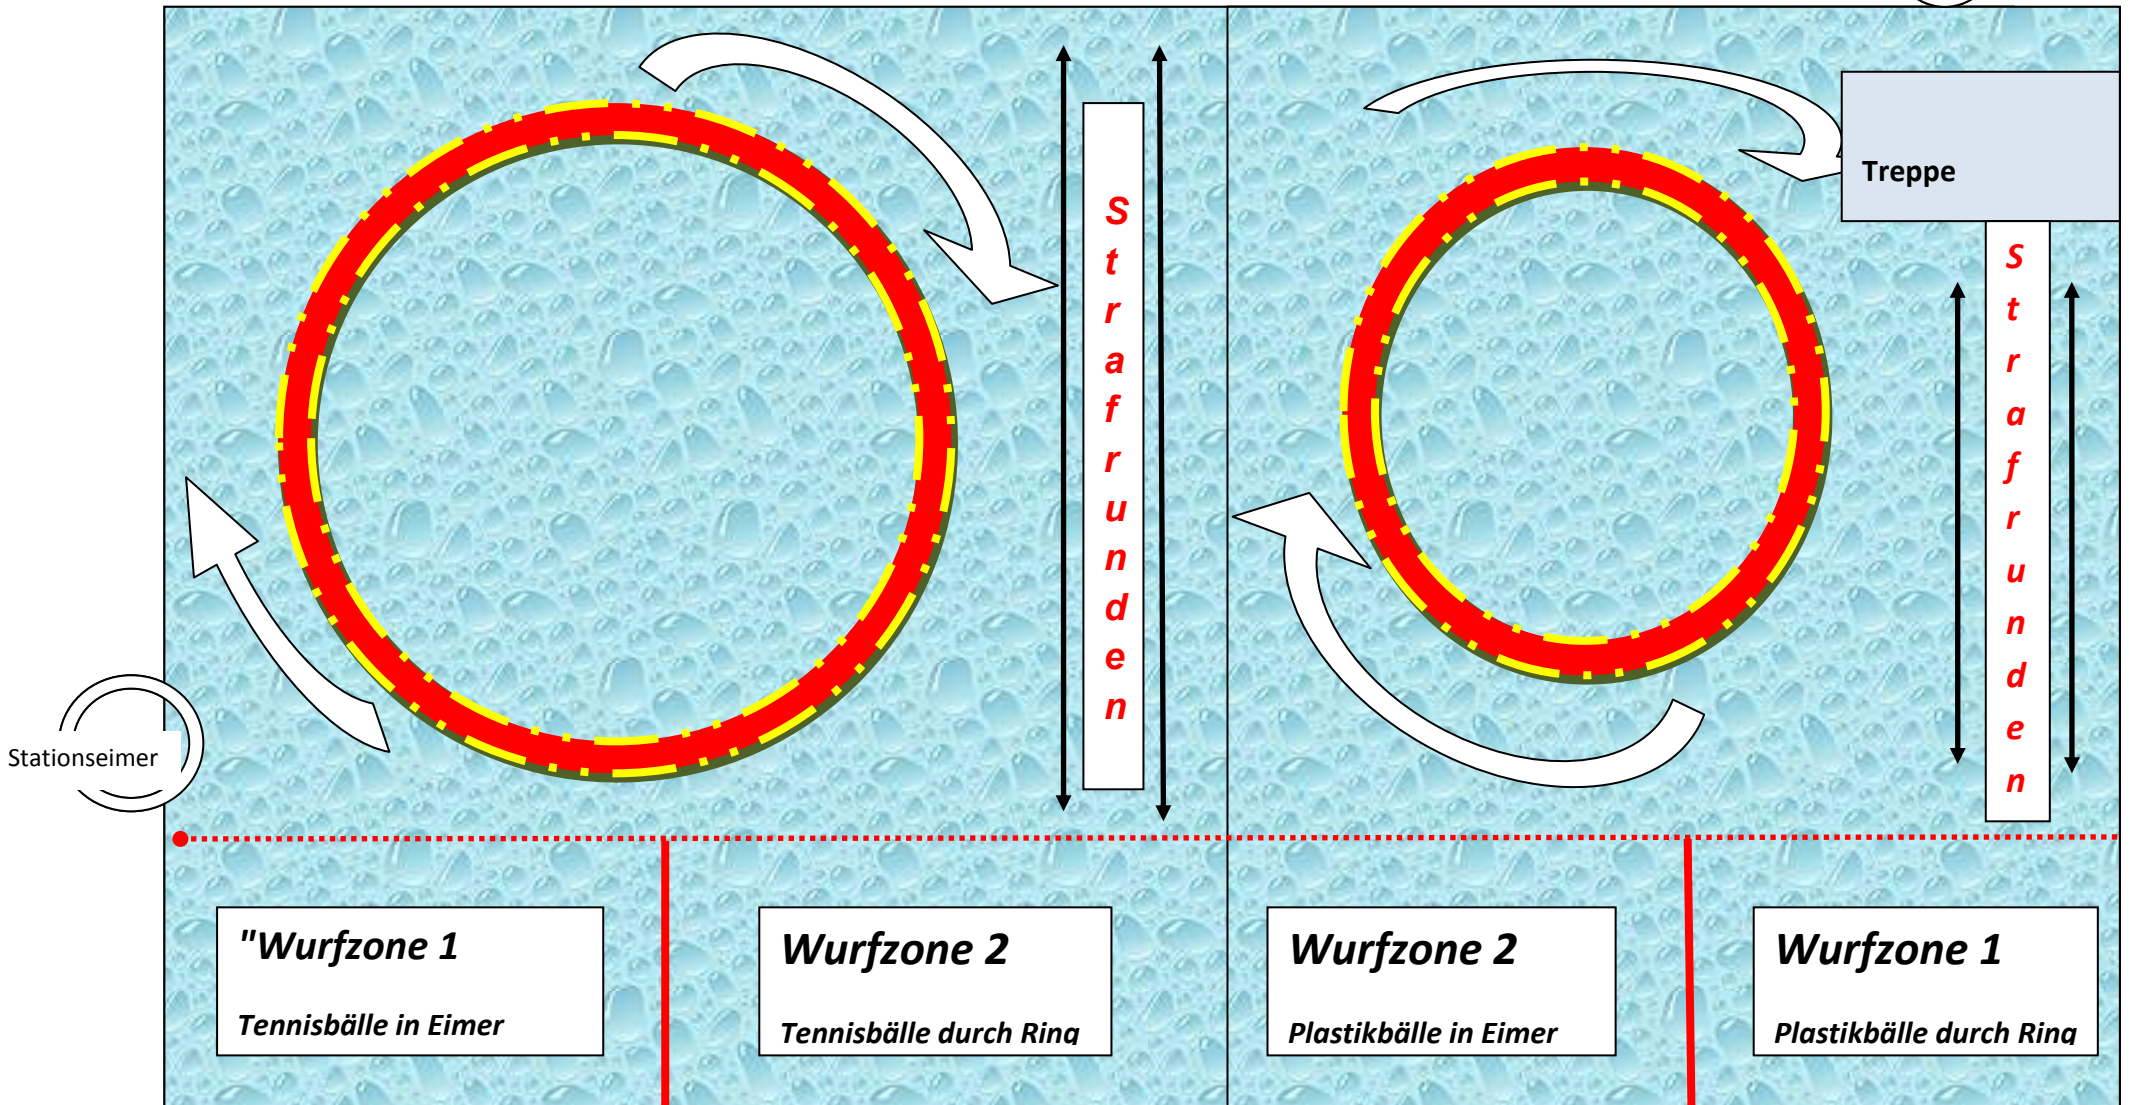 Treppe
Strafrunden
Strafrunden
Stationseimer
"Wurfzone 1
Tennisbälle in Eimer
Wurfzone 2
Tennisbälle durch Ring
Wurfzone 2
Plastikbälle in Eimer
Wurfzone 1
Plastikbälle durch Ring